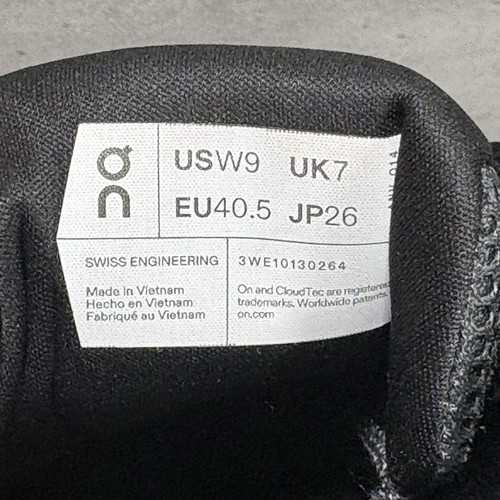 on
USW9 UK7
EU40.5 JP26
SWISS ENGINEERING
3WE10130264
Made In Vietnam
Hecho en Vietnam
Fabriqué au Vietnam
On and CloudTec are registered
trademarks. Worldwide patents.
on.com